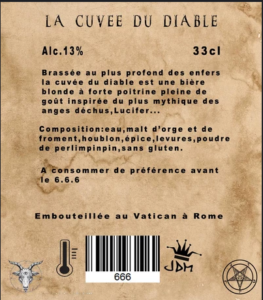 LA CUVEE DU DIABLE
Alc.13% 33cl
Brassée au plus profond des enfers
la cuvée du diable est une bière
blonde à forte poitrine pleine de
goût inspirée du plus mythique des
anges déchus,Lucifer...
Composition:eau,malt d'orge et de
froment,houblon,épice,levures,poudre
de perlimpinpin,sans gluten.
A consommer de préférence avant
le 6.6.6
Embouteillée au Vatican à Rome
JDM
666